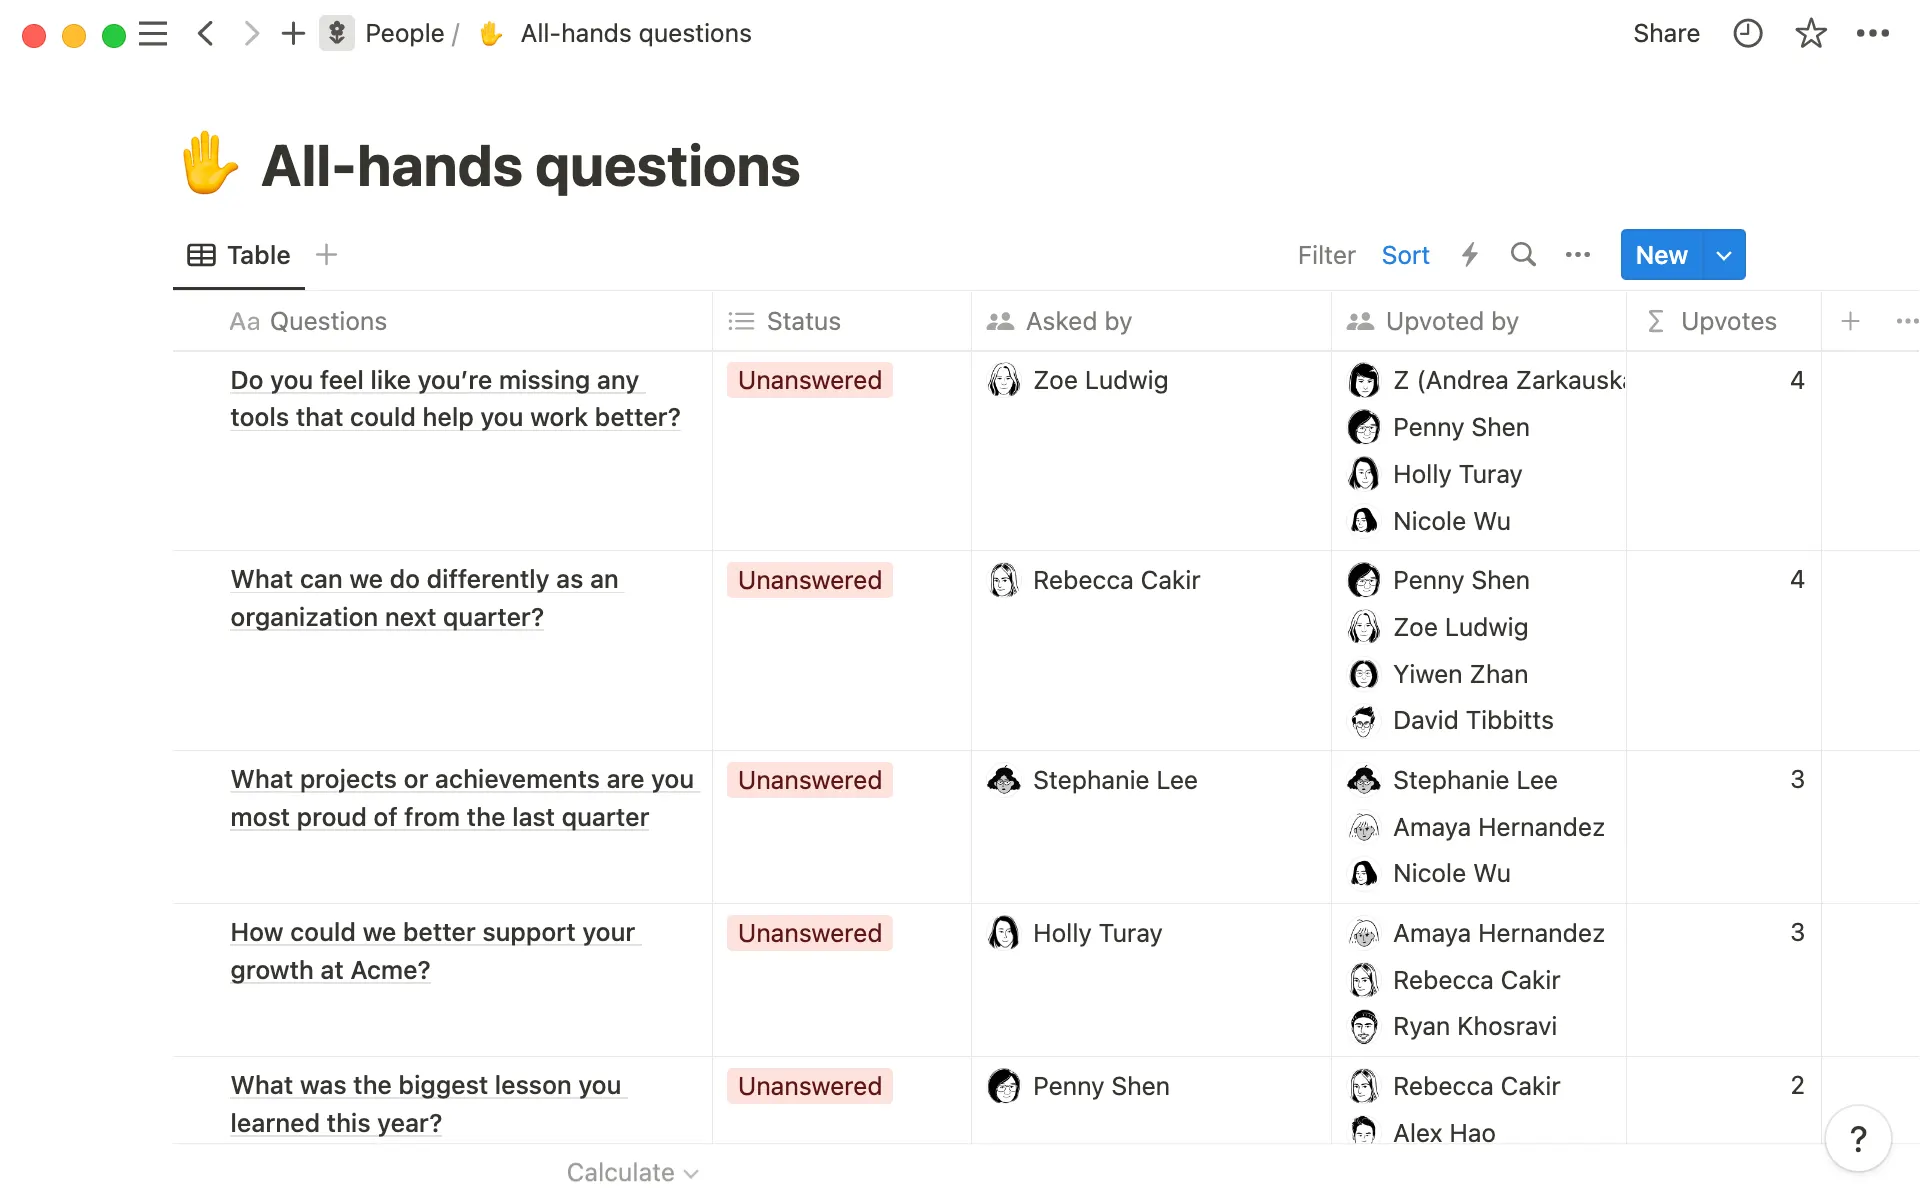 People / All-hands questions
Share
All-hands questions
Table
Filter Sort New
Aa Questions Status Asked by Upvoted by Σ Upvotes
Do you feel like you’re missing any
tools that could help you work better?
Unanswered
Zoe Ludwig
Z (Andrea Zarkauska
Penny Shen
Holly Turay
Nicole Wu
4
What can we do differently as an
organization next quarter?
Unanswered
Rebecca Cakir
Penny Shen
Zoe Ludwig
Yiwen Zhan
David Tibbitts
4
What projects or achievements are you
most proud of from the last quarter
Unanswered
Stephanie Lee
Stephanie Lee
Amaya Hernandez
Nicole Wu
3
How could we better support your
growth at Acme?
Unanswered
Holly Turay
Amaya Hernandez
Rebecca Cakir
Ryan Khosravi
3
What was the biggest lesson you
learned this year?
Unanswered
Penny Shen
Rebecca Cakir
Alex Hao
2
Calculate
?